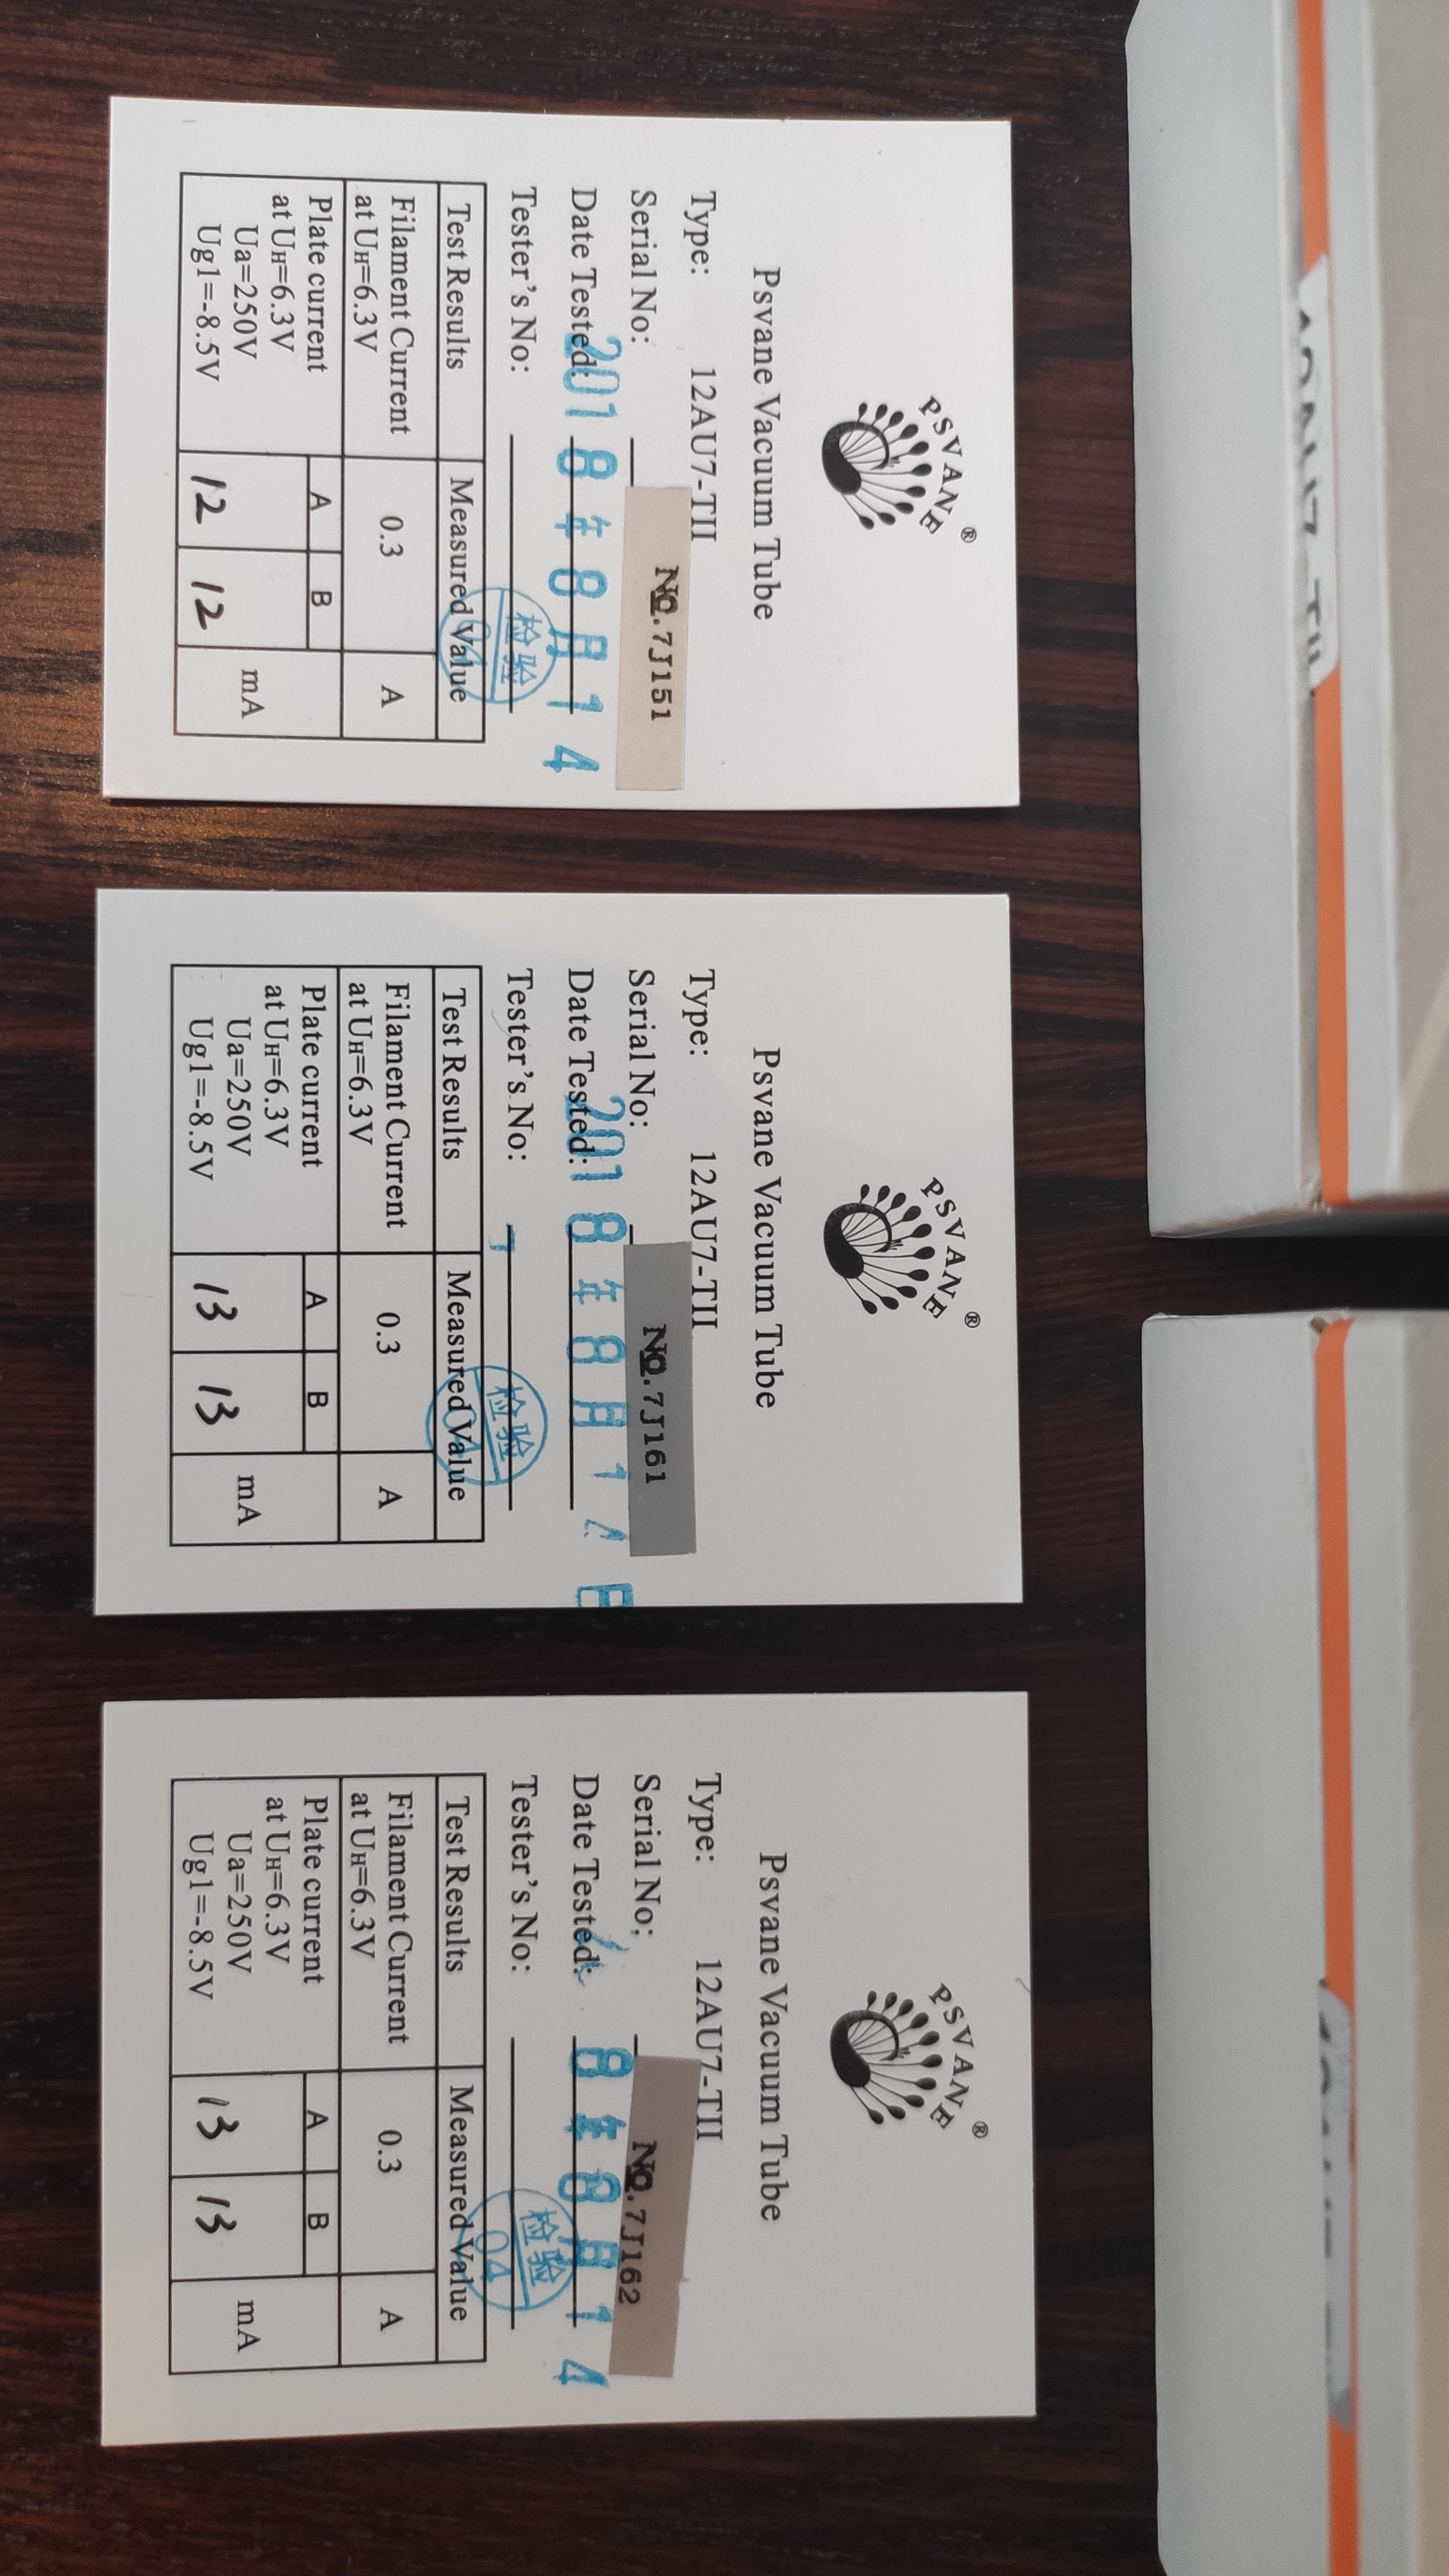 PSVANE®
Psvane Vacuum Tube
Type: 12AU7-TII
Serial No: NO.7J151
Date Tested: 2018年8月14
Tester's No:
检验
Test Results Measured Value
Filament Current
at UH=6.3V
0.3 A
Plate current
at UH=6.3V
Ua=250V
Ug1=-8.5V
A B
12 12 mA
PSVANE®
Psvane Vacuum Tube
Type: 12AU7-TII
Serial No: NO.7J161
Date Tested: 2018年8月1
Tester's No:
检验
Test Results Measured Value
Filament Current
at UH=6.3V
0.3 A
Plate current
at UH=6.3V
Ua=250V
Ug1=-8.5V
A B
13 13 mA
PSVANE®
Psvane Vacuum Tube
Type: 12AU7-TII
Serial No: NO.7J162
Date Tested: 8年8月14
Tester's No:
检验
04
Test Results Measured Value
Filament Current
at UH=6.3V
0.3 A
Plate current
at UH=6.3V
Ua=250V
Ug1=-8.5V
A B
13 13 mA